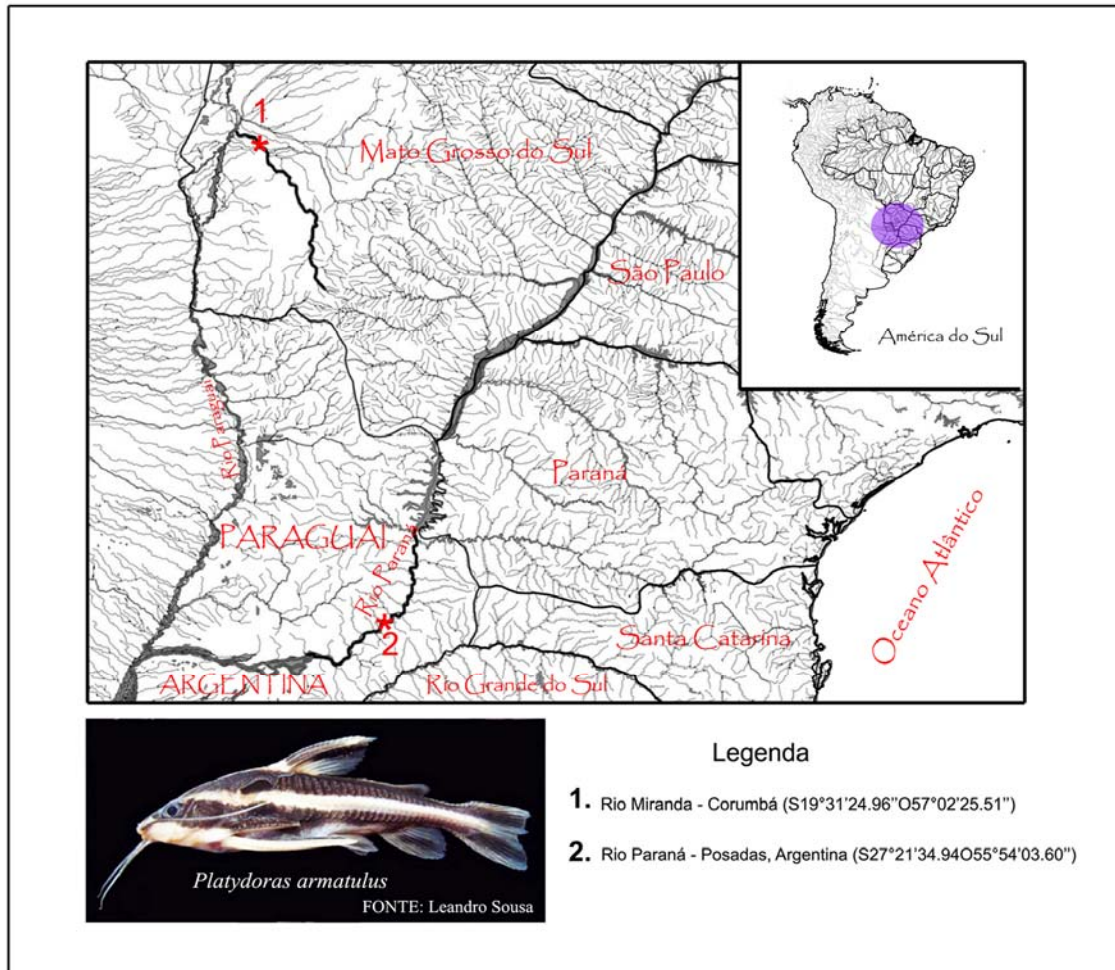 1
Mato Grosso do Sul
São Paulo
América do Sul
Rio Paraguai
Paraná
PARAGUAI
Rio Paraná
Oceano Atlântico
2
Santa Catarina
ARGENTINA
Rio Grande do Sul
Platydoras armatulus
FONTE: Leandro Sousa
Legenda
1. Rio Miranda - Corumbá (S19°31'24.96"O57°02'25.51")
2. Rio Paraná - Posadas, Argentina (S27°21'34.94O55°54'03.60")